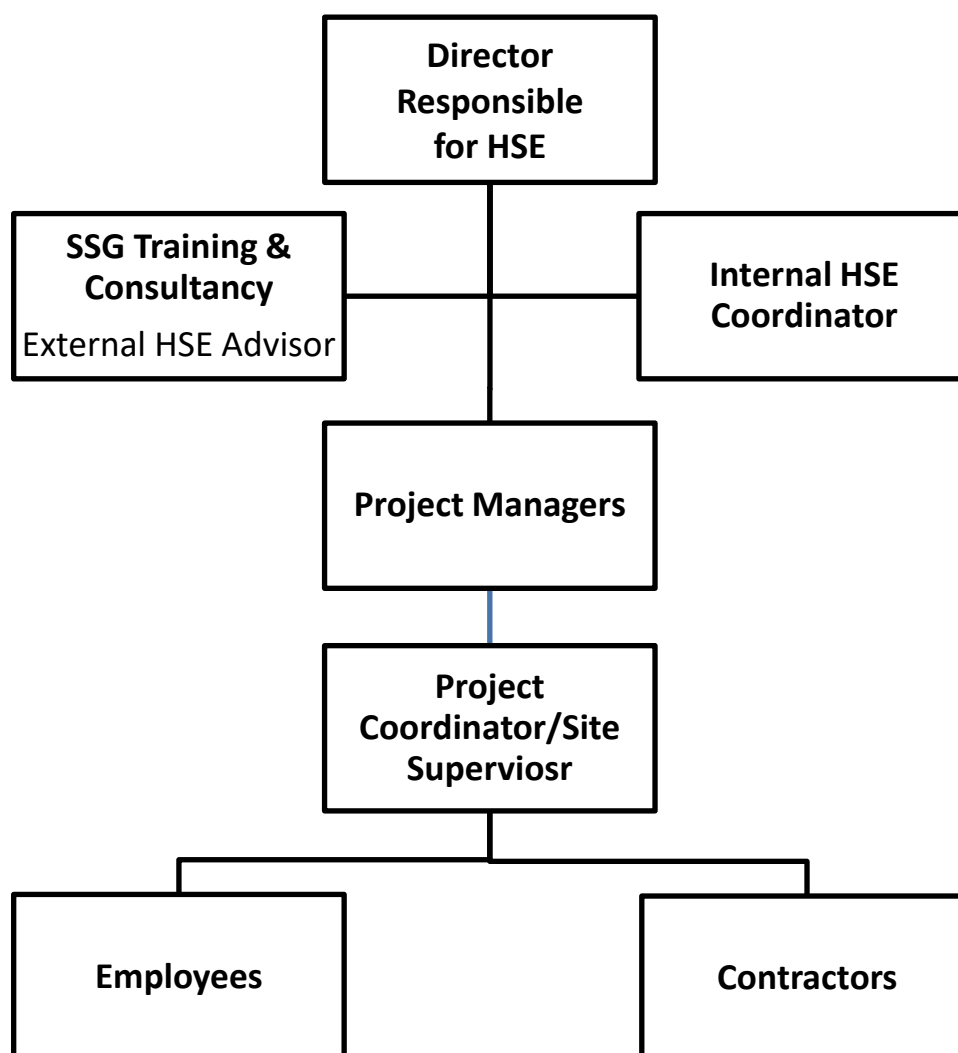 Director
Responsible
for HSE
SSG Training &
Consultancy
External HSE Advisor
Internal HSE
Coordinator
Project Managers
Project
Coordinator/Site
Superviosr
Employees
Contractors